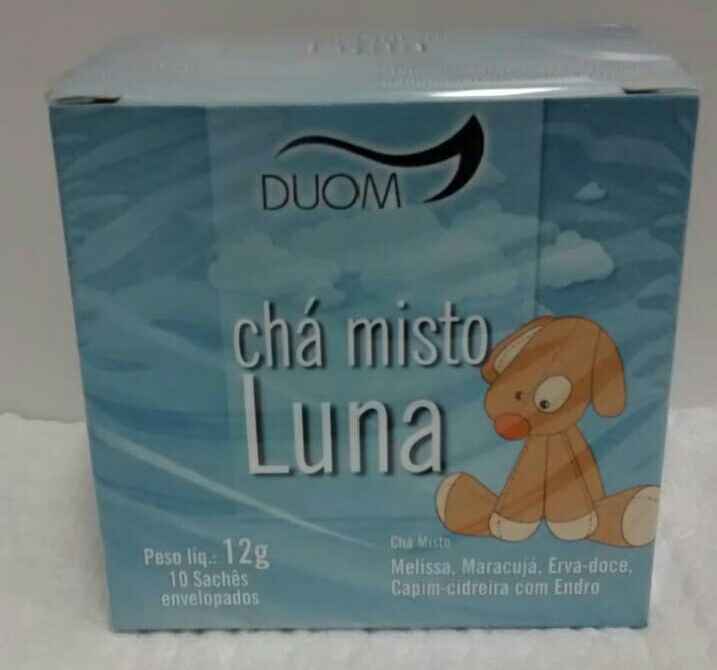 DUOM
chá misto
Luna
Peso líq.: 12g
10 Sachês
envelopados
Chá Misto
Melissa, Maracujá, Erva-doce,
Capim-cidreira com Endro